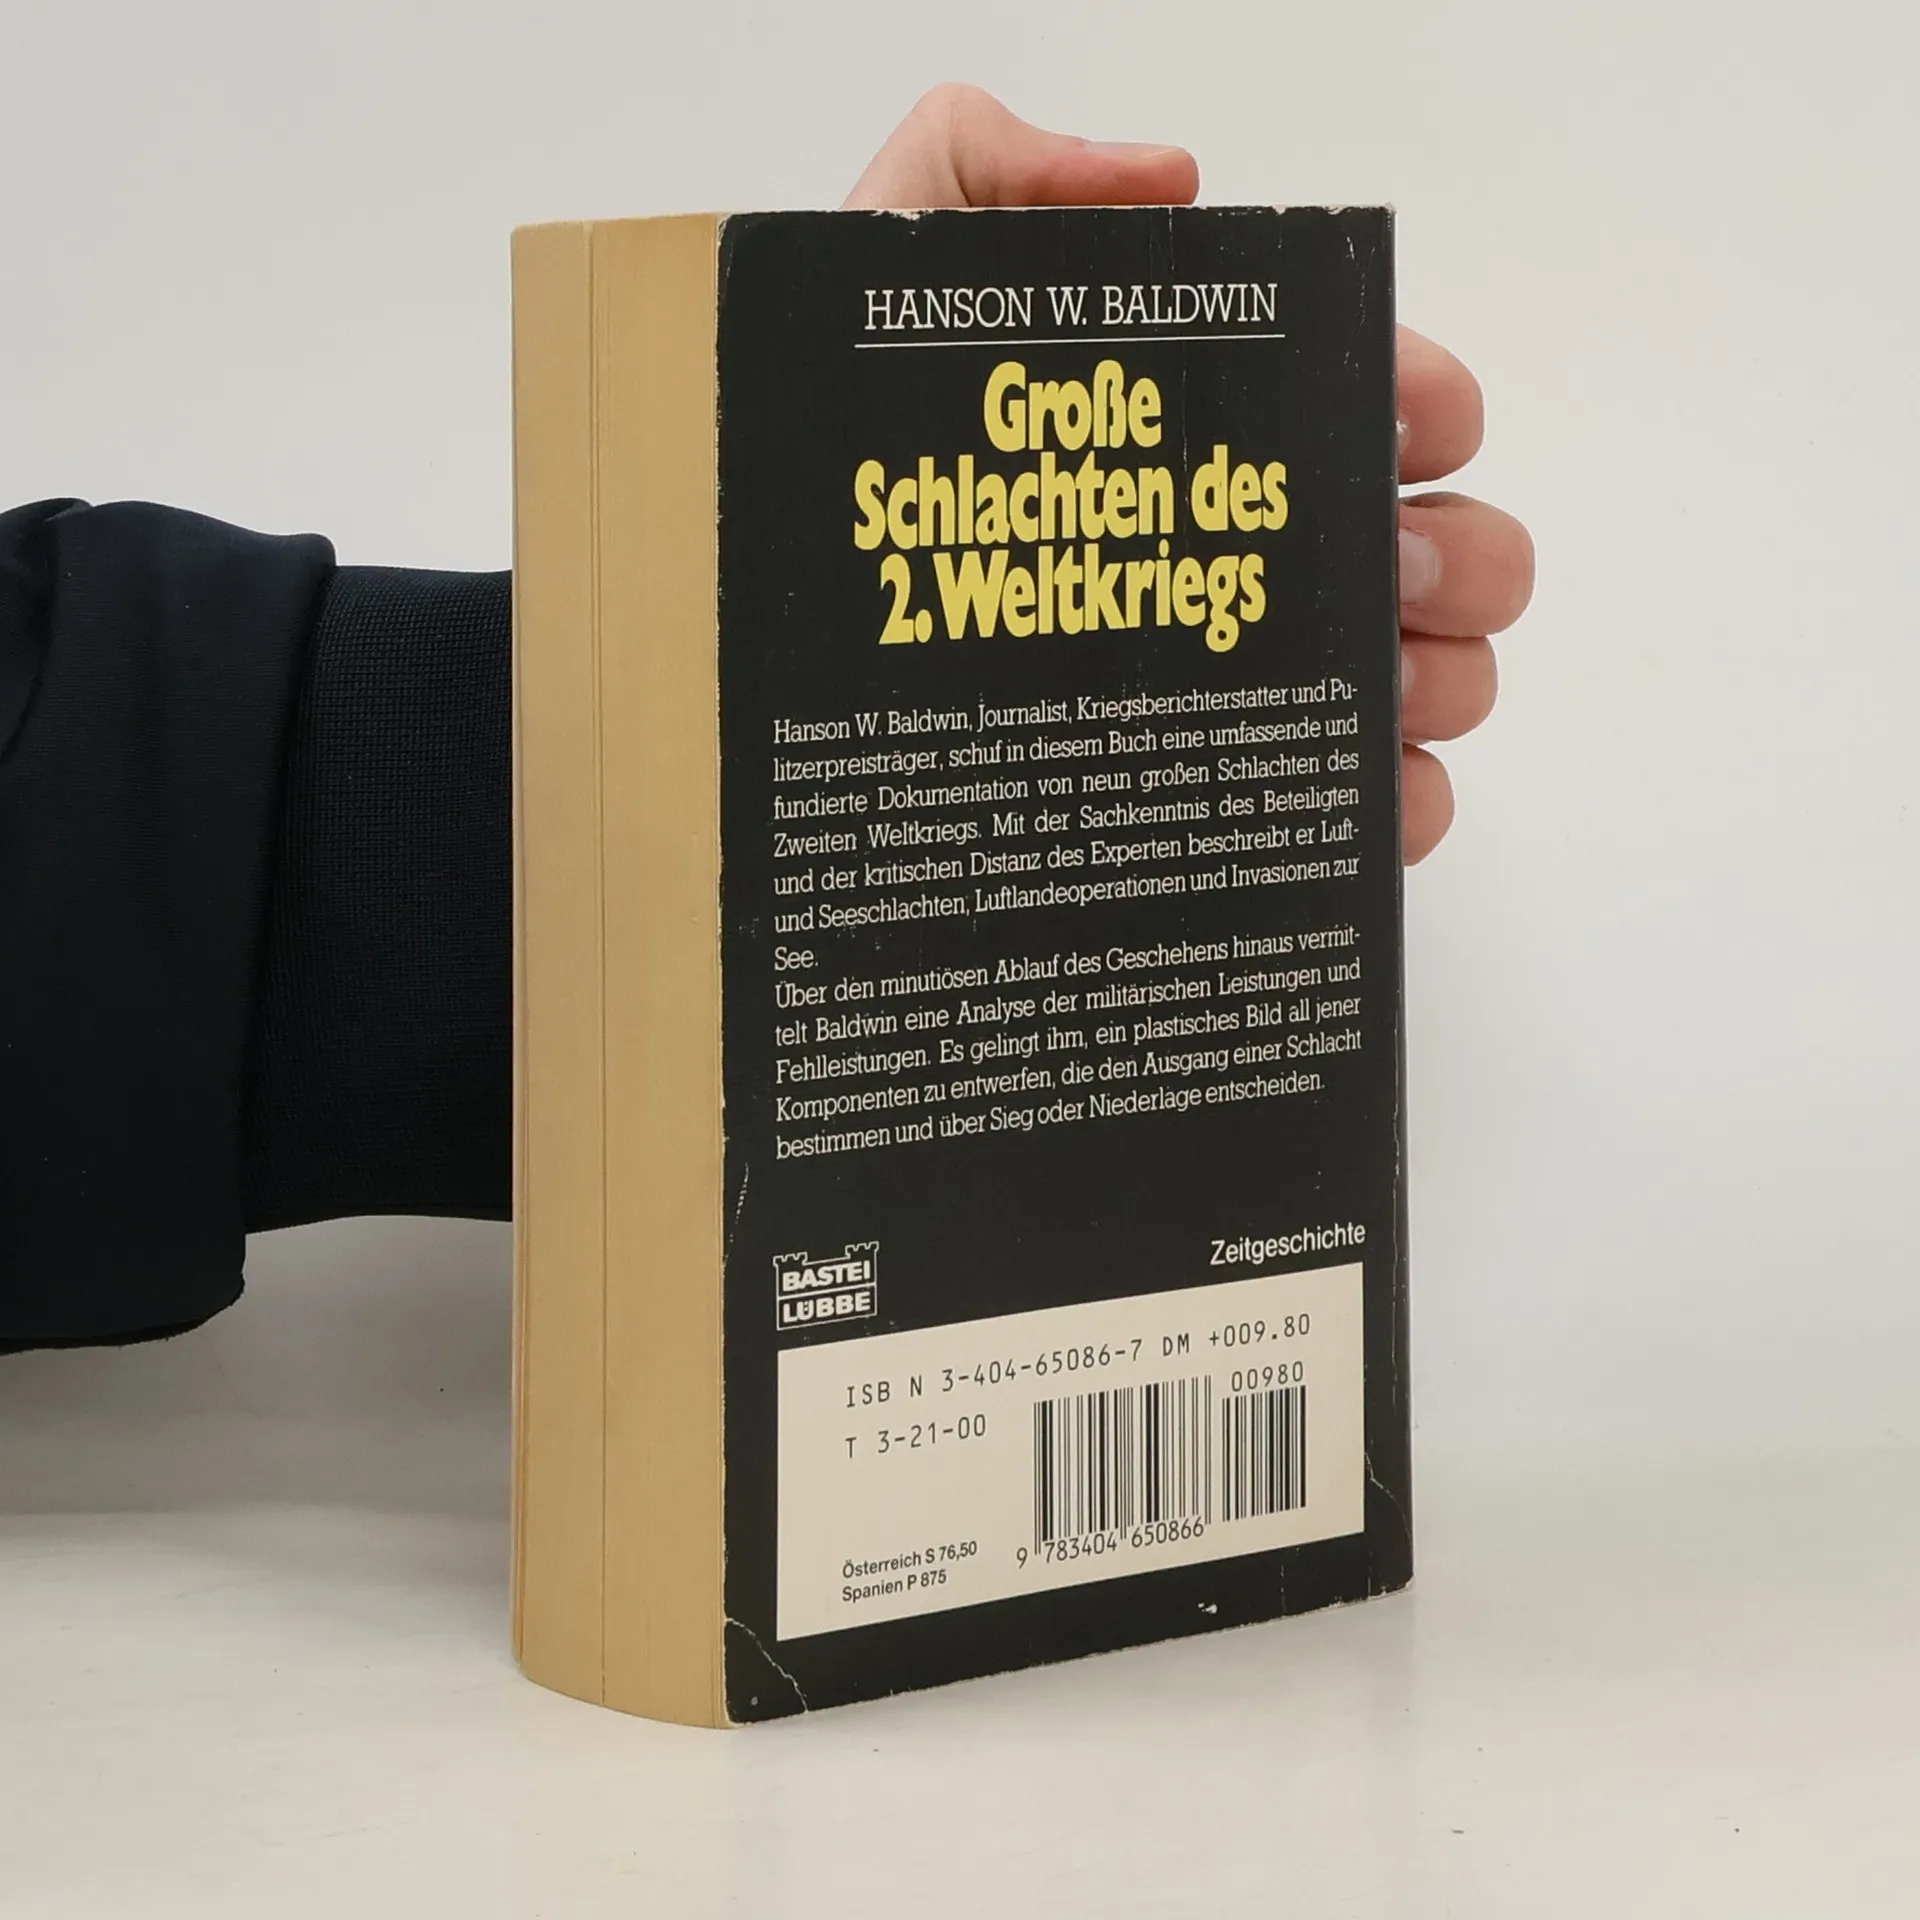 HANSON W. BALDWIN
Große
Schlachten des
2. Weltkriegs
Hanson W. Baldwin, Journalist, Kriegsberichterstatter und Pu-
litzerpreisträger, schuf in diesem Buch eine umfassende und
fundierte Dokumentation von neun großen Schlachten des
Zweiten Weltkriegs. Mit der Sachkenntnis des Beteiligten
und der kritischen Distanz des Experten beschreibt er Luft-
und Seeschlachten, Luftlandeoperationen und Invasionen zur
See.
Über den minutiösen Ablauf des Geschehens hinaus vermit-
telt Baldwin eine Analyse der militärischen Leistungen und
Fehlleistungen. Es gelingt ihm, ein plastisches Bild all jener
Komponenten zu entwerfen, die den Ausgang einer Schlacht
bestimmen und über Sieg oder Niederlage entscheiden.
Zeitgeschichte
BASTEI
LÜBBE
ISB N 3-404-65086-7 DM +009.80
00980
T 3-21-00
9 783404 650866
Österreich S 76,50
Spanien P 875